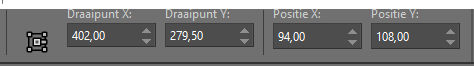 Draaipunt X: Draaipunt Y: Positie X: Positie Y:
402,00 279,50 94,00 108,00